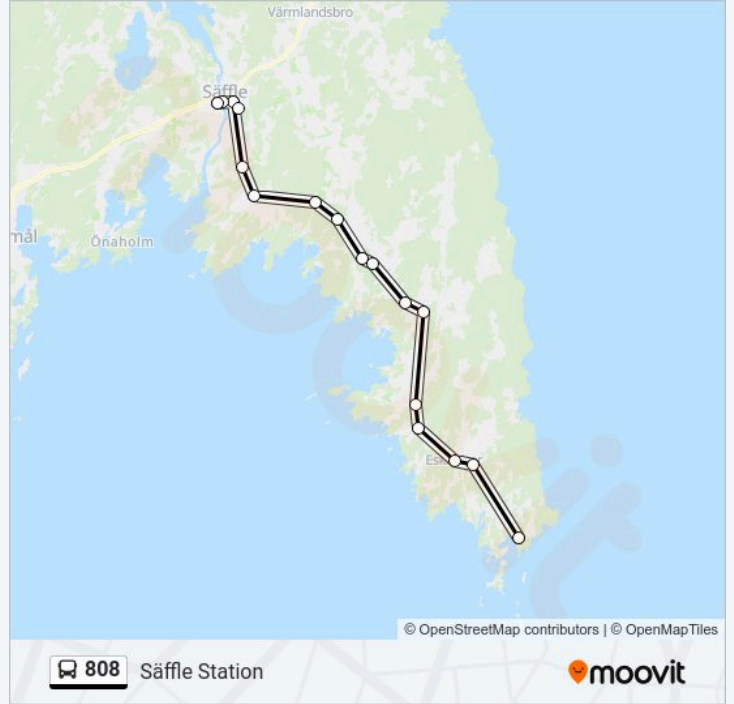 Värmlandsbro
Säffle
mål
Önaholm
© OpenStreetMap contributors | © OpenMapTiles
808 Säffle Station
moovit